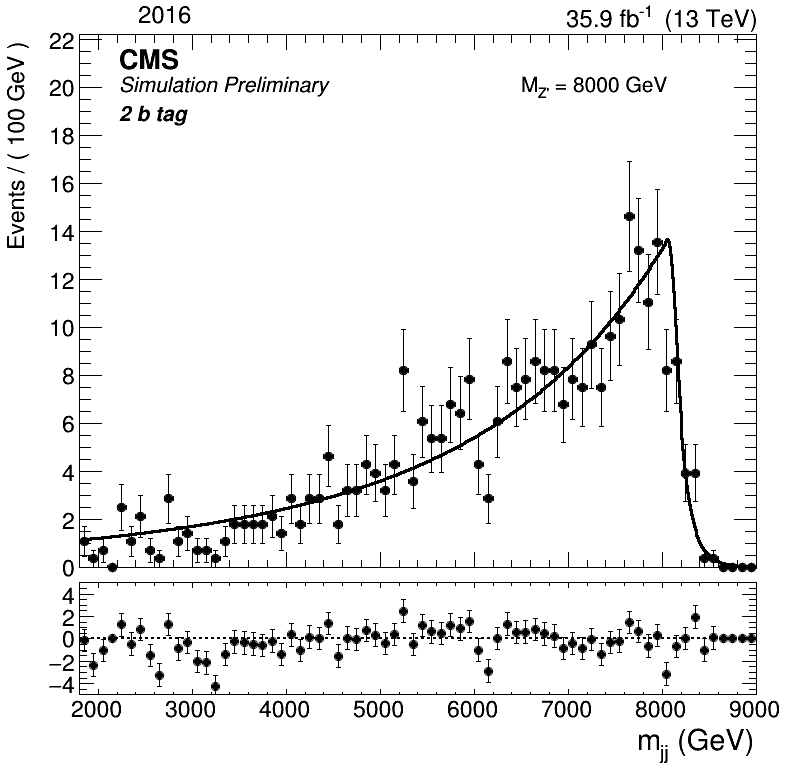 2016 35.9 fb⁻¹ (13 TeV)
CMS
Simulation Preliminary
M_Z' = 8000 GeV
2 b tag
Events / ( 100 GeV )
22
20
18
16
14
12
10
8
6
4
2
0
4
2
0
−2
−4
2000 3000 4000 5000 6000 7000 8000 9000
m_jj (GeV)